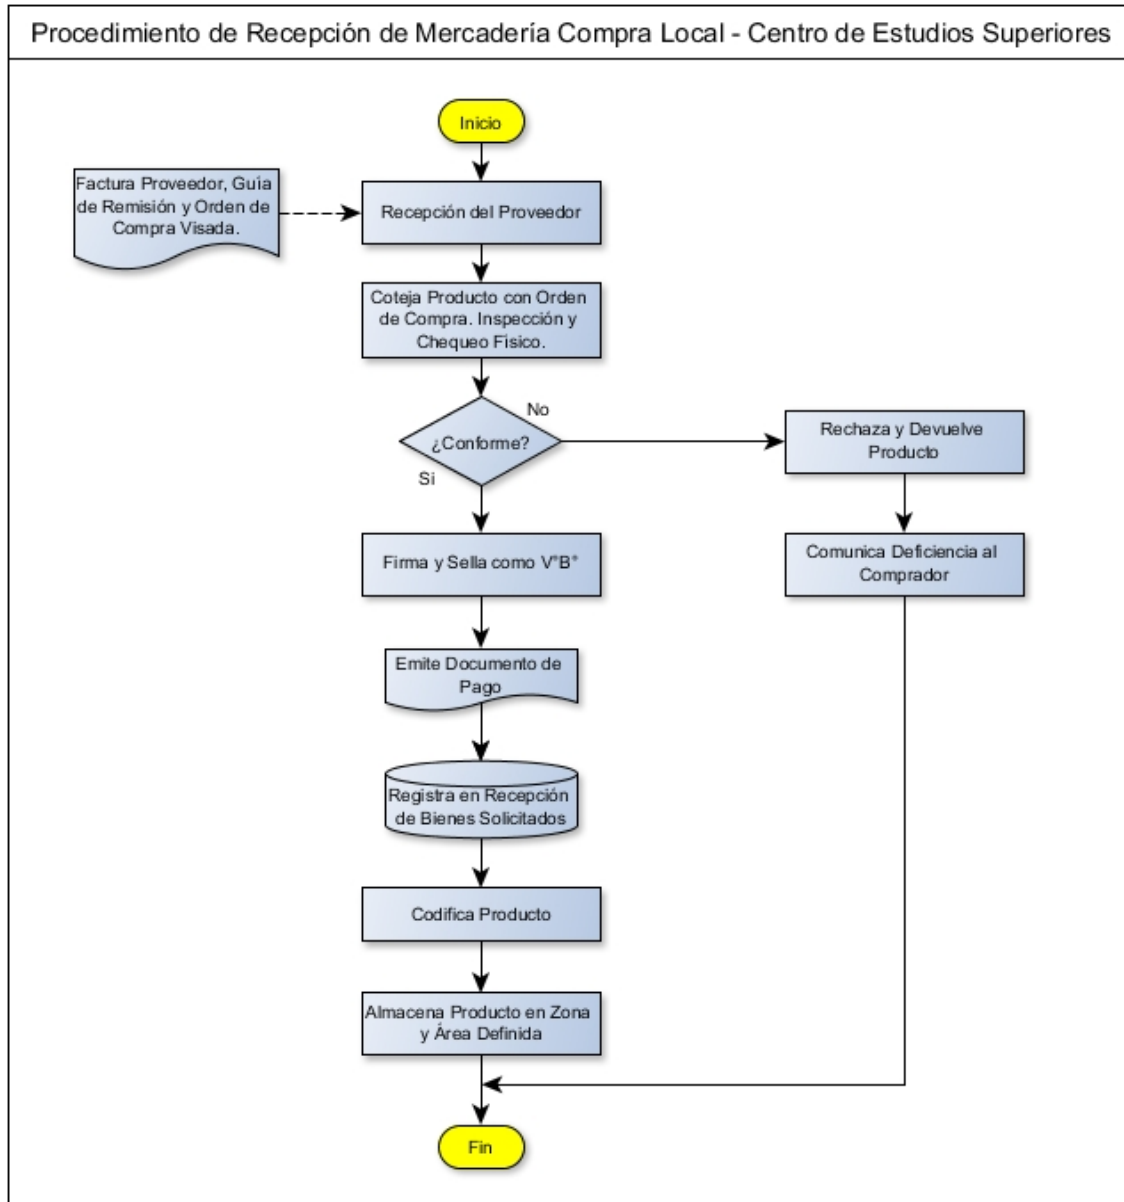 Procedimiento de Recepción de Mercadería Compra Local - Centro de Estudios Superiores
Inicio
Factura Proveedor, Guía
de Remisión y Orden de
Compra Visada.
Recepción del Proveedor
Coteja Producto con Orden
de Compra. Inspección y
Chequeo Físico.
¿Conforme?
No
Si
Rechaza y Devuelve
Producto
Firma y Sella como V°B°
Comunica Deficiencia al
Comprador
Emite Documento de
Pago
Registra en Recepción
de Bienes Solicitados
Codifica Producto
Almacena Producto en Zona
y Área Definida
Fin